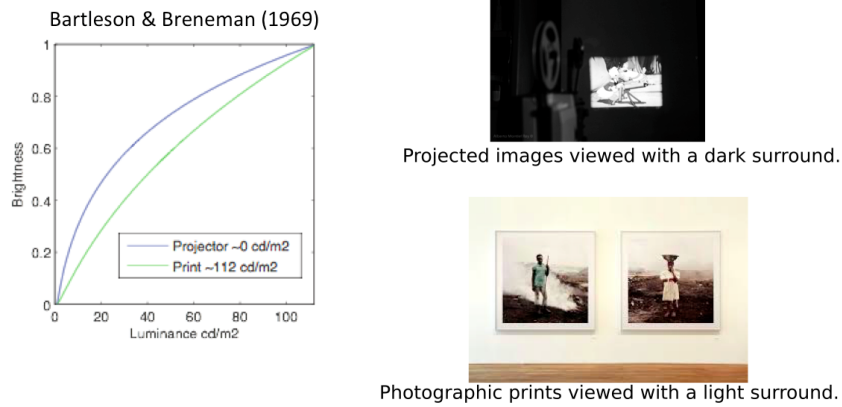 Bartleson & Breneman (1969)
1
0.8
0.6
0.4
0.2
0
Brightness
Projector ~0 cd/m2
Print ~112 cd/m2
0 20 40 60 80 100
Luminance cd/m2
Projected images viewed with a dark surround.
Photographic prints viewed with a light surround.